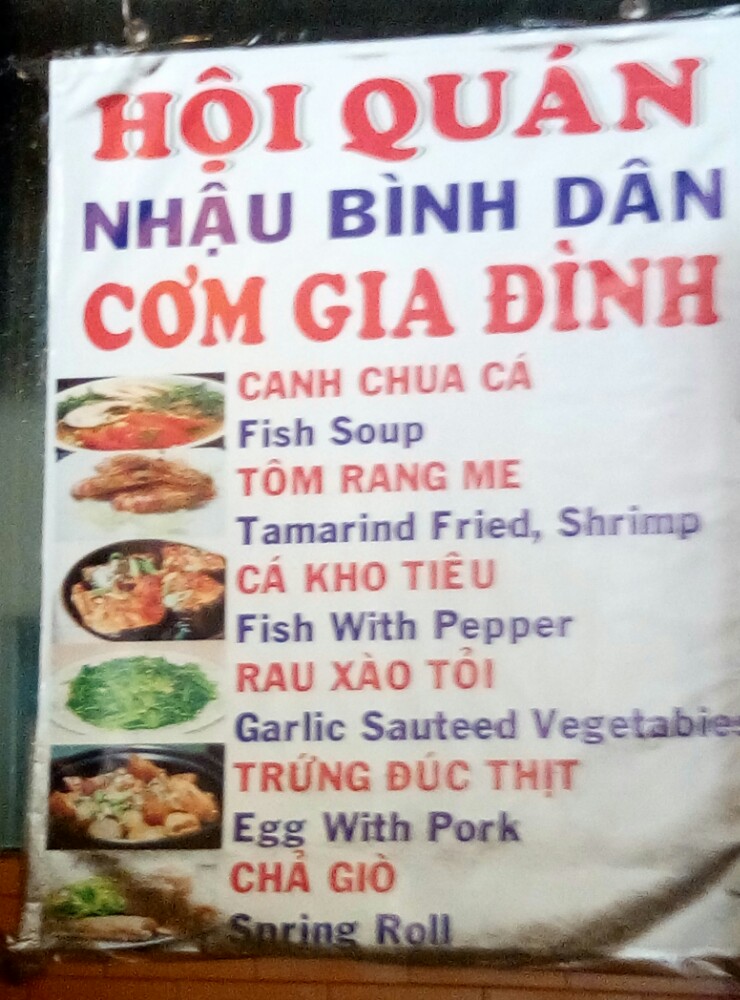 HỘI QUÁN
NHẬU BÌNH DÂN
CƠM GIA ĐÌNH
CANH CHUA CÁ
Fish Soup
TÔM RANG ME
Tamarind Fried, Shrimp
CÁ KHO TIÊU
Fish With Pepper
RAU XÀO TỎI
Garlic Sauteed Vegetabies
TRỨNG ĐÚC THỊT
Egg With Pork
CHẢ GIÒ
Spring Roll